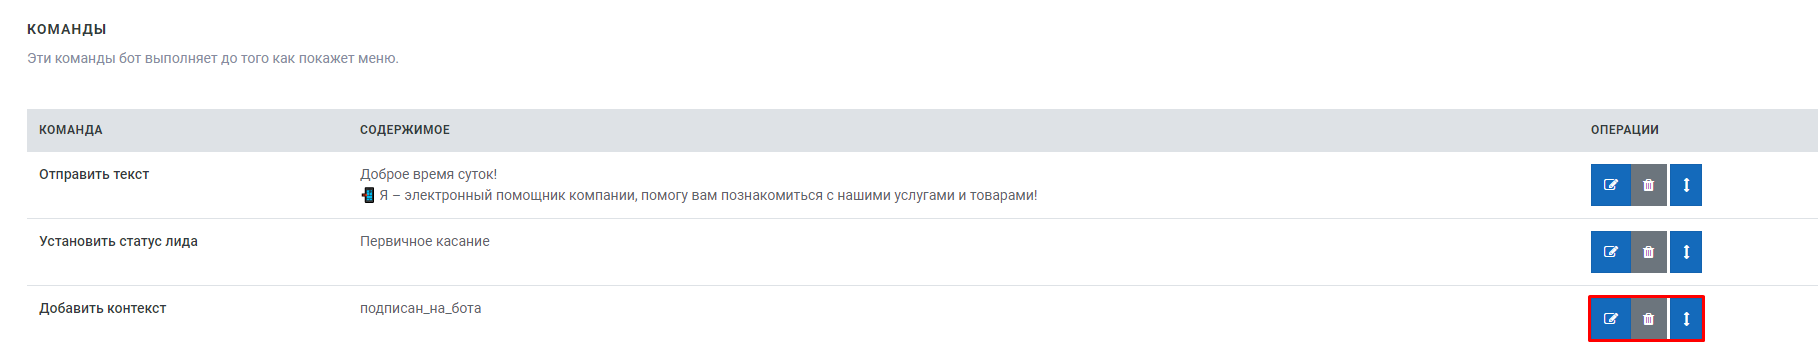 КОМАНДЫ
Эти команды бот выполняет до того как покажет меню.
КОМАНДА СОДЕРЖИМОЕ ОПЕРАЦИИ
Отправить текст Доброе время суток!
📲 Я – электронный помощник компании, помогу вам познакомиться с нашими услугами и товарами!
Установить статус лида Первичное касание
Добавить контекст подписан_на_бота